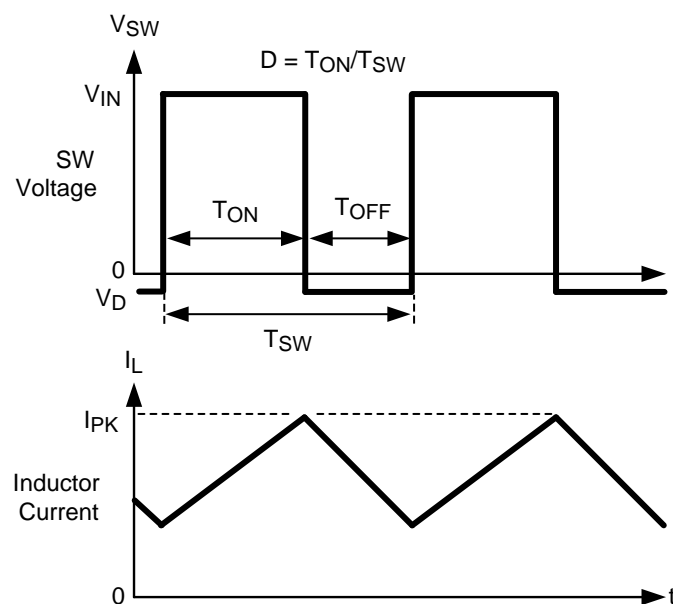 VSW
D = TON/TSW
VIN
SW
Voltage
TON
TOFF
0
VD
TSW
IL
IPK
Inductor
Current
0
t